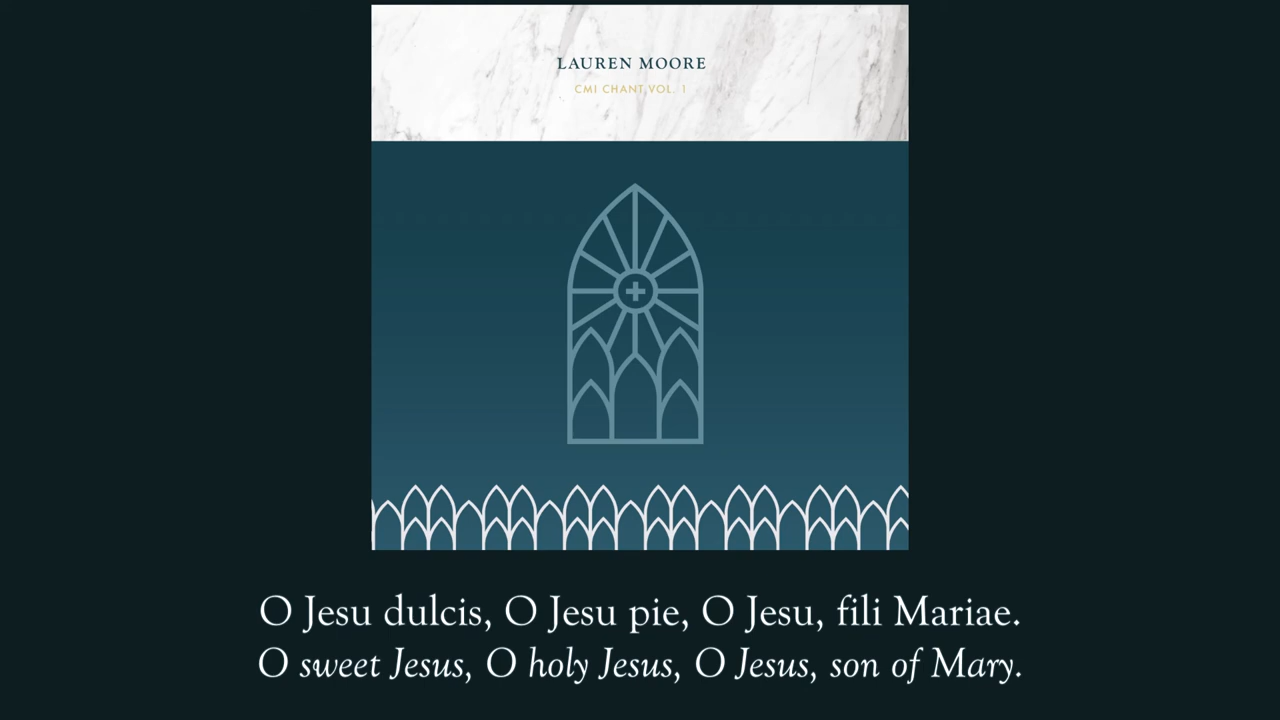 LAUREN MOORE
CMI CHANT VOL. 1
O Jesu dulcis, O Jesu pie, O Jesu, fili Mariae.
O sweet Jesus, O holy Jesus, O Jesus, son of Mary.